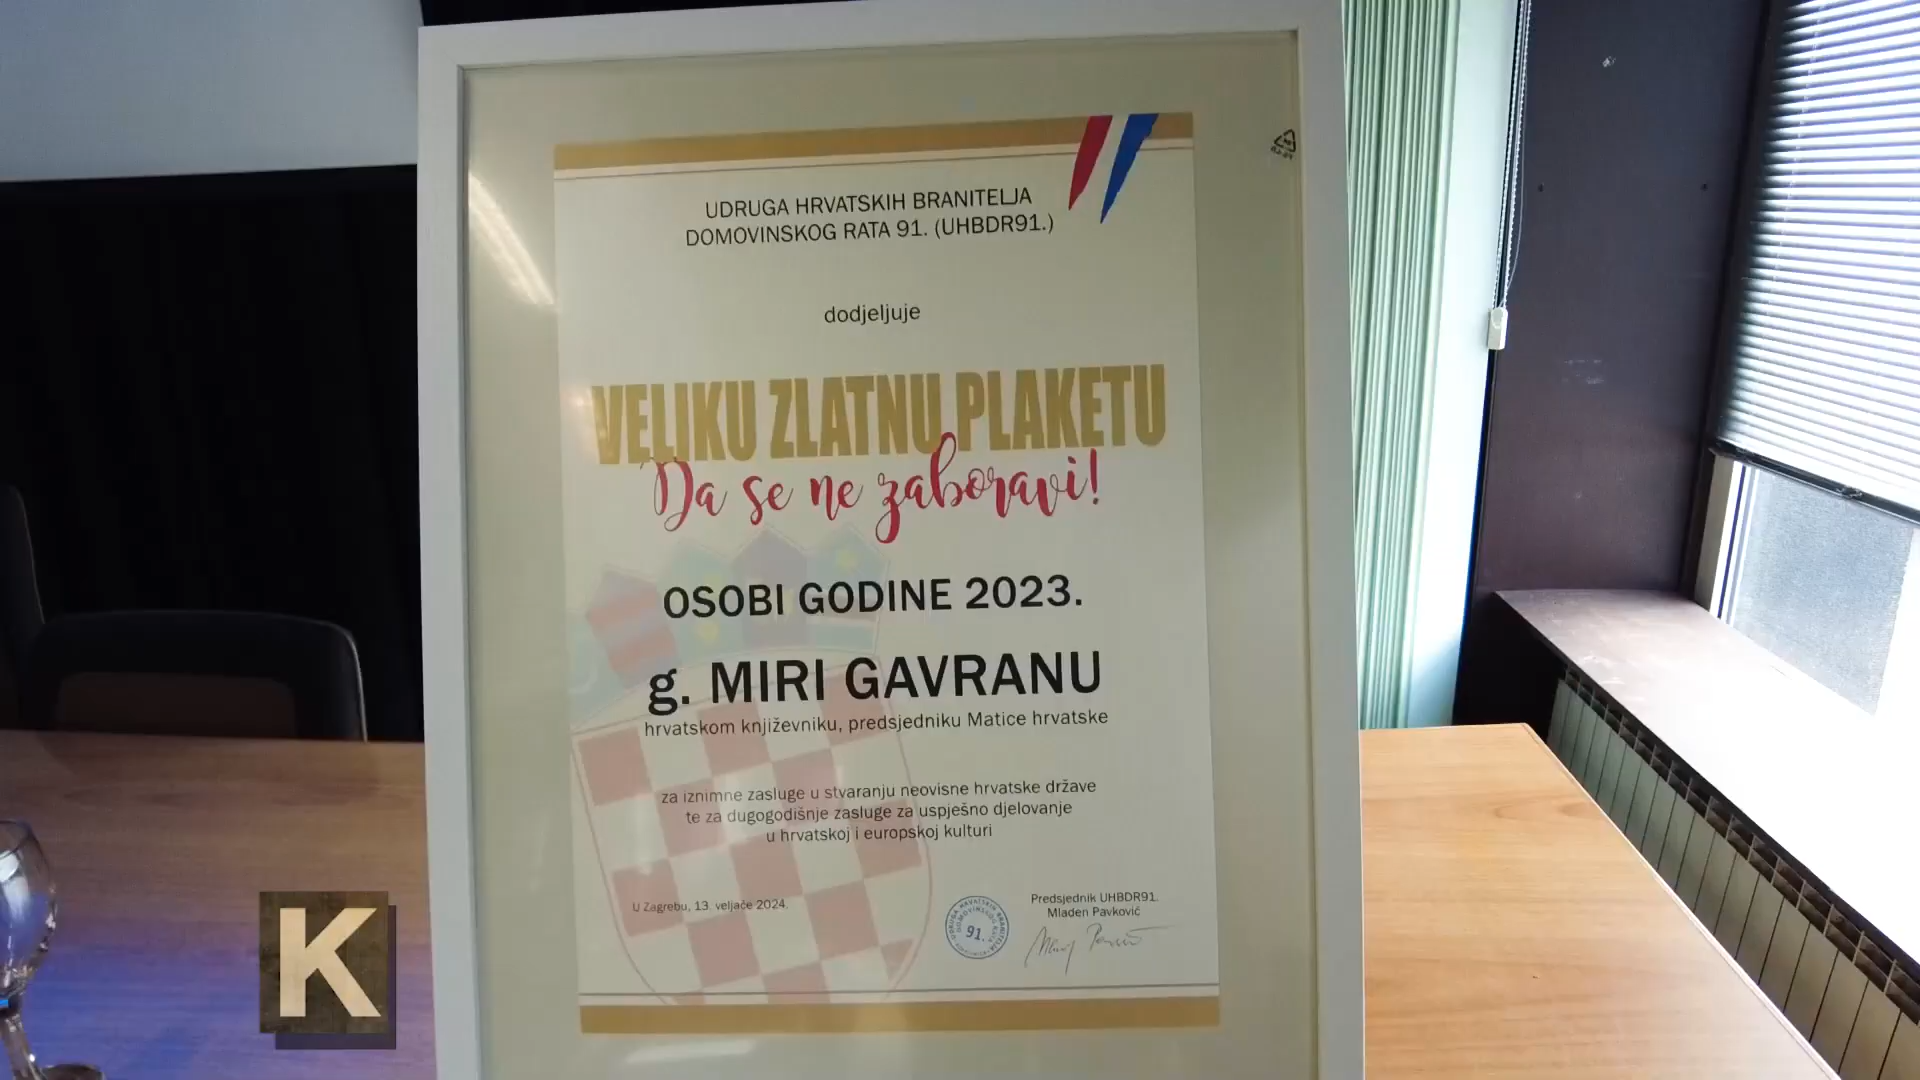 UDRUGA HRVATSKIH BRANITELJA
DOMOVINSKOG RATA 91. (UHBDR91.)
dodjeljuje
VELIKU ZLATNU PLAKETU
Da se ne zaboravi!
OSOBI GODINE 2023.
g. MIRI GAVRANU
hrvatskom književniku, predsjedniku Matice hrvatske
za iznimne zasluge u stvaranju neovisne hrvatske države
te za dugogodišnje zasluge za uspješno djelovanje
u hrvatskoj i europskoj kulturi
U Zagrebu, 13. veljače 2024.
91.
Predsjednik UHBDR91.
Mladen Pavković
K